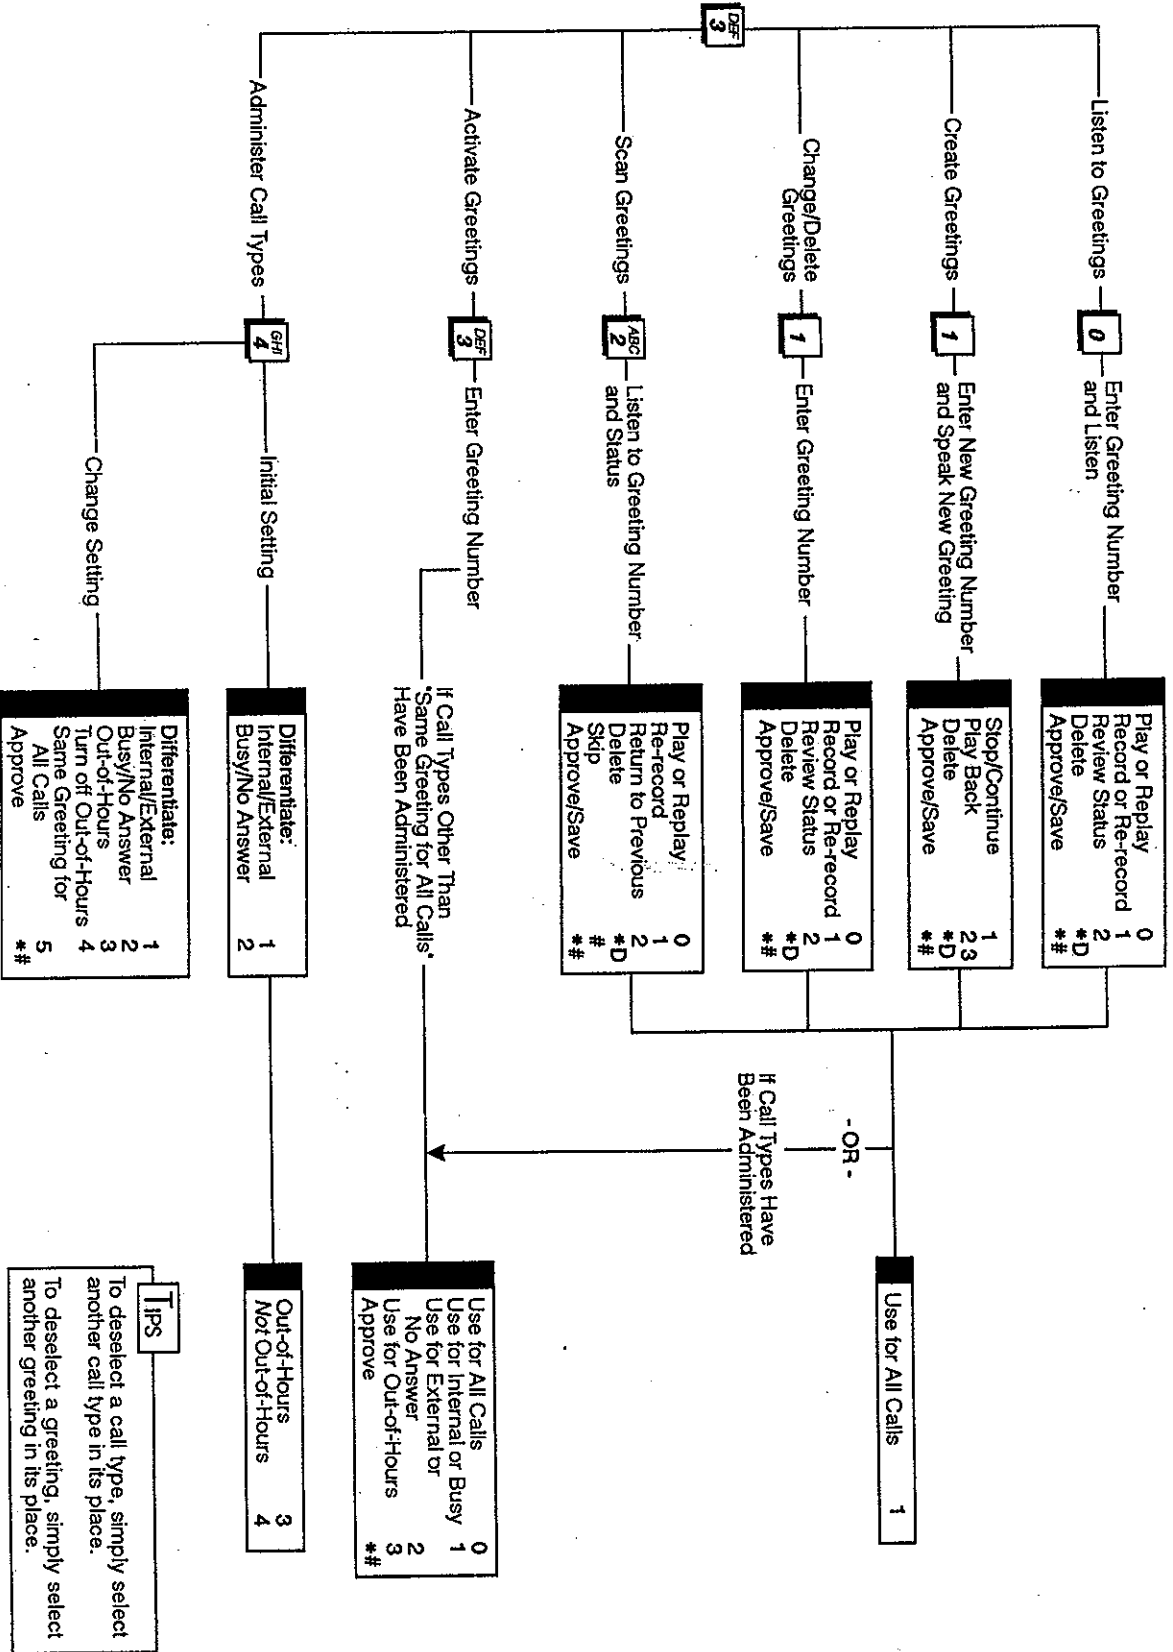 DEF
3
Listen to Greetings
0
Enter Greeting Number
and Listen
Play or Replay 0
Record or Re-record 1
Review Status 2
Delete *D
Approve/Save *#
Create Greetings
1
Enter New Greeting Number
and Speak New Greeting
Stop/Continue 1
Play Back 2 3
Delete *D
Approve/Save *#
Change/Delete
Greetings
1
Enter Greeting Number
Play or Replay 0
Record or Re-record 1
Review Status 2
Delete *D
Approve/Save *#
Scan Greetings
ABC
2
Listen to Greeting Number
and Status
Play or Replay 0
Re-record 1
Return to Previous 2
Delete *D
Skip #
Approve/Save *#
Use for All Calls 1
- OR -
If Call Types Have
Been Administered
Activate Greetings
DEF
3
Enter Greeting Number
If Call Types Other Than
"Same Greeting for All Calls"
Have Been Administered
Use for All Calls 0
Use for Internal or Busy 1
Use for External or
No Answer 2
Use for Out-of-Hours 3
Approve *#
Administer Call Types
GHI
4
Initial Setting
Differentiate:
Internal/External 1
Busy/No Answer 2
Out-of-Hours 3
Not Out-of-Hours 4
Change Setting
Differentiate:
Internal/External 1
Busy/No Answer 2
Out-of-Hours 3
Turn off Out-of-Hours 4
Same Greeting for
All Calls 5
Approve *#
TIPS
To deselect a call type, simply select
another call type in its place.
To deselect a greeting, simply select
another greeting in its place.